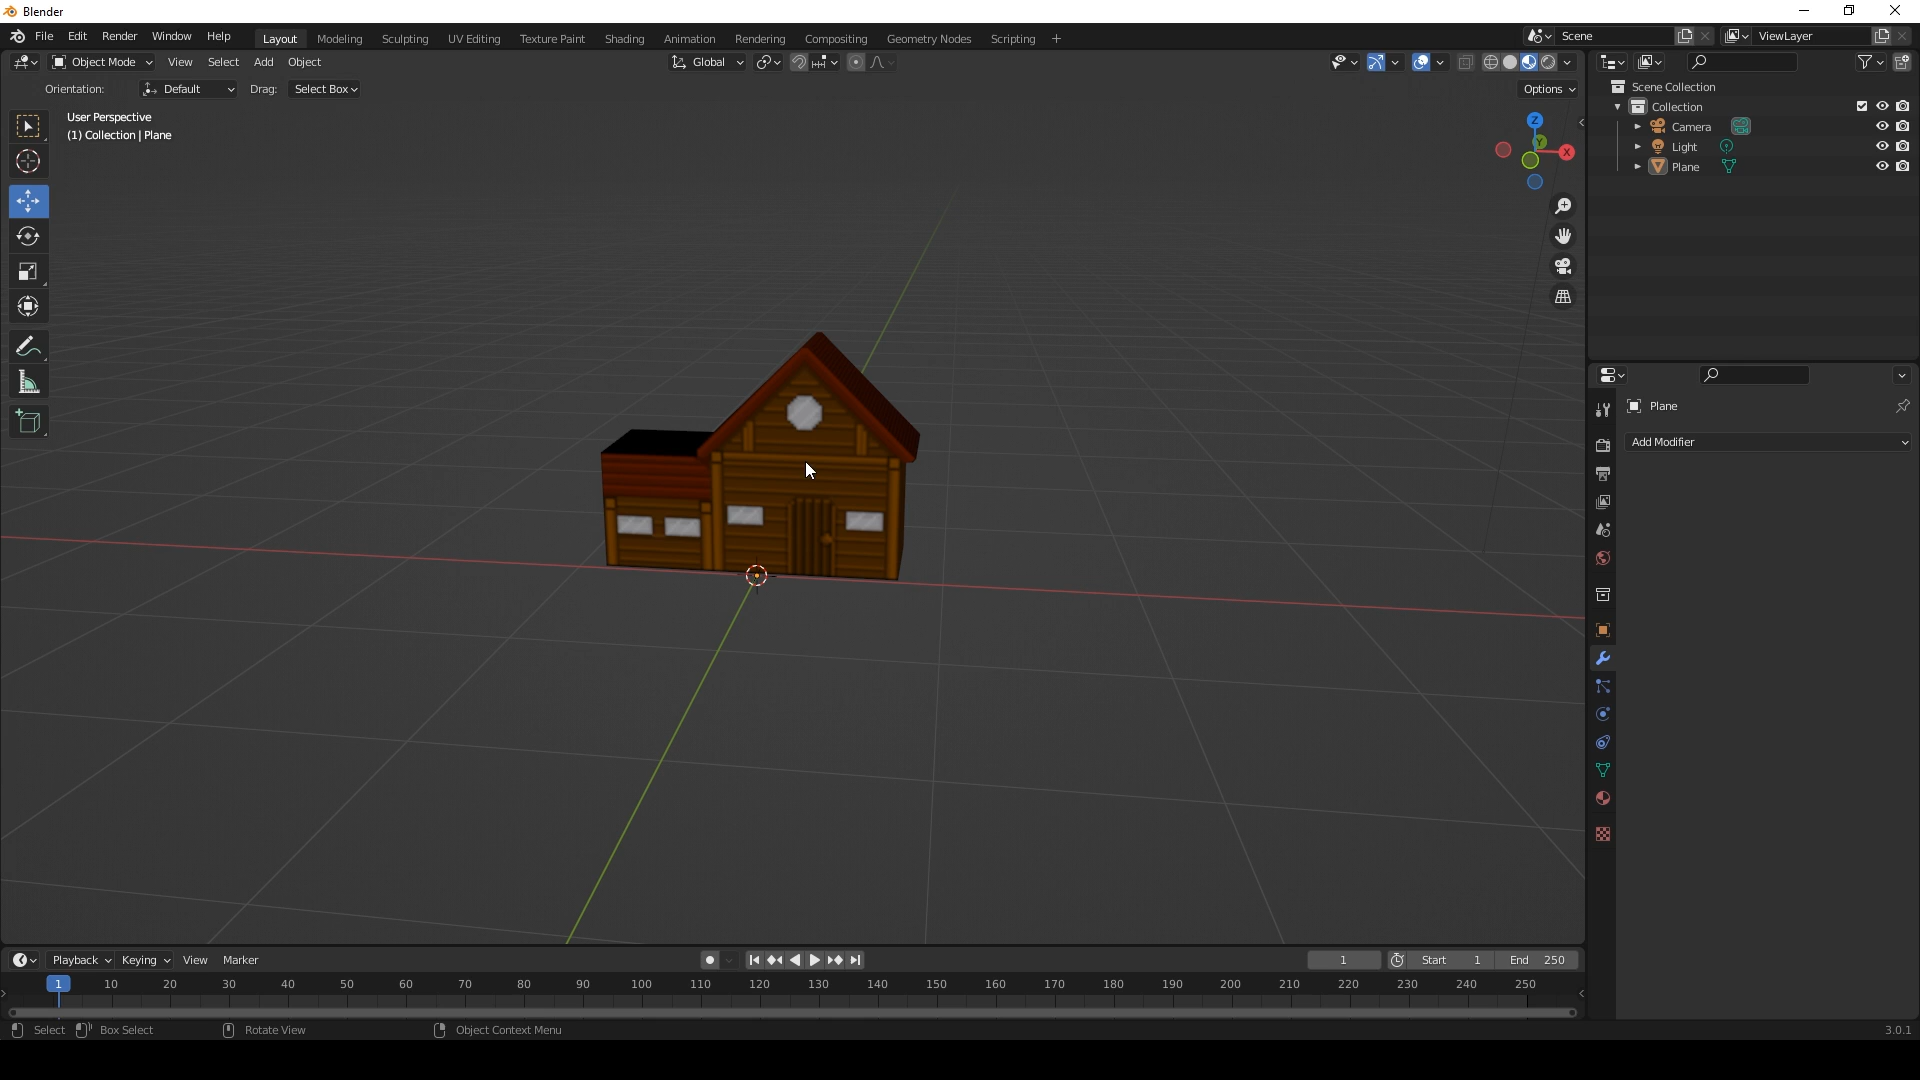 Blender
File Edit Render Window Help Layout Modeling Sculpting UV Editing Texture Paint Shading Animation Rendering Compositing Geometry Nodes Scripting + Scene ViewLayer
Object Mode View Select Add Object Global
Orientation: Default Drag: Select Box Options
User Perspective
(1) Collection | Plane
Z
Y
X
Scene Collection
Collection
Camera
Light
Plane
Plane
Add Modifier
Playback Keying View Marker 1 Start 1 End 250
1 10 20 30 40 50 60 70 80 90 100 110 120 130 140 150 160 170 180 190 200 210 220 230 240 250
Select Box Select Rotate View Object Context Menu 3.0.1